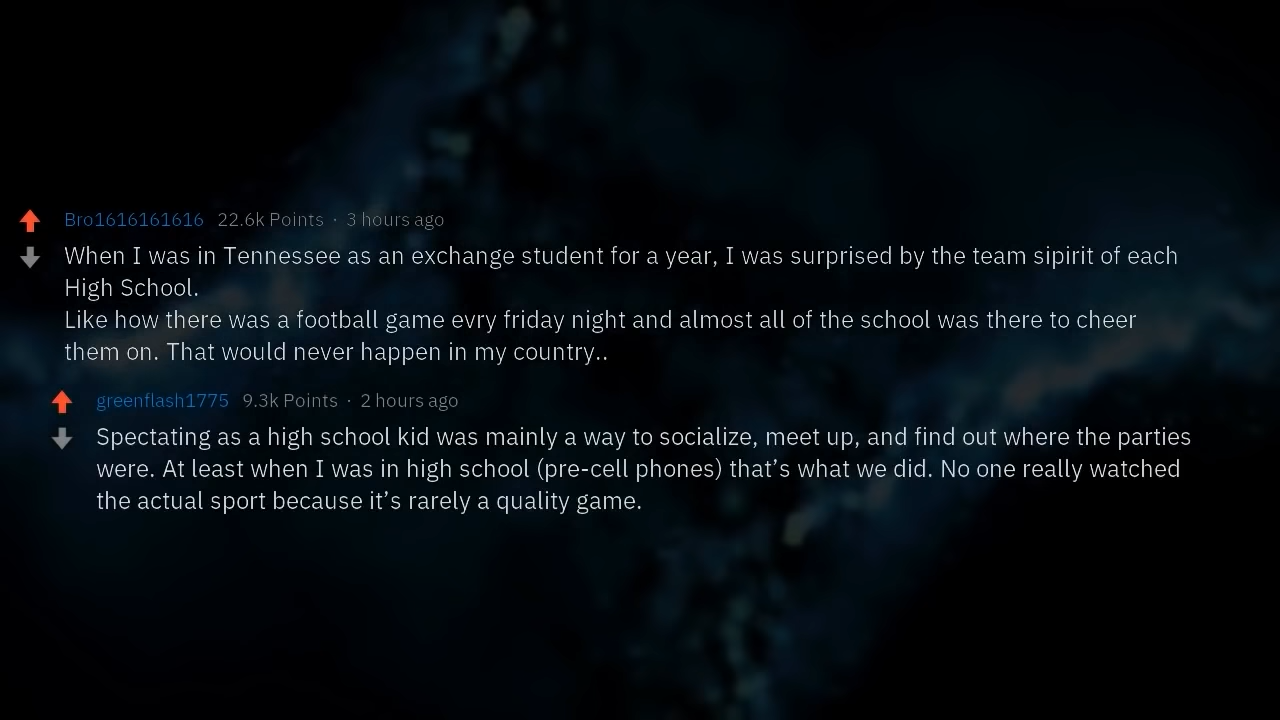 Bro1616161616 22.6k Points · 3 hours ago
When I was in Tennessee as an exchange student for a year, I was surprised by the team sipirit of each
High School.
Like how there was a football game evry friday night and almost all of the school was there to cheer
them on. That would never happen in my country..
greenflash1775 9.3k Points · 2 hours ago
Spectating as a high school kid was mainly a way to socialize, meet up, and find out where the parties
were. At least when I was in high school (pre-cell phones) that’s what we did. No one really watched
the actual sport because it’s rarely a quality game.